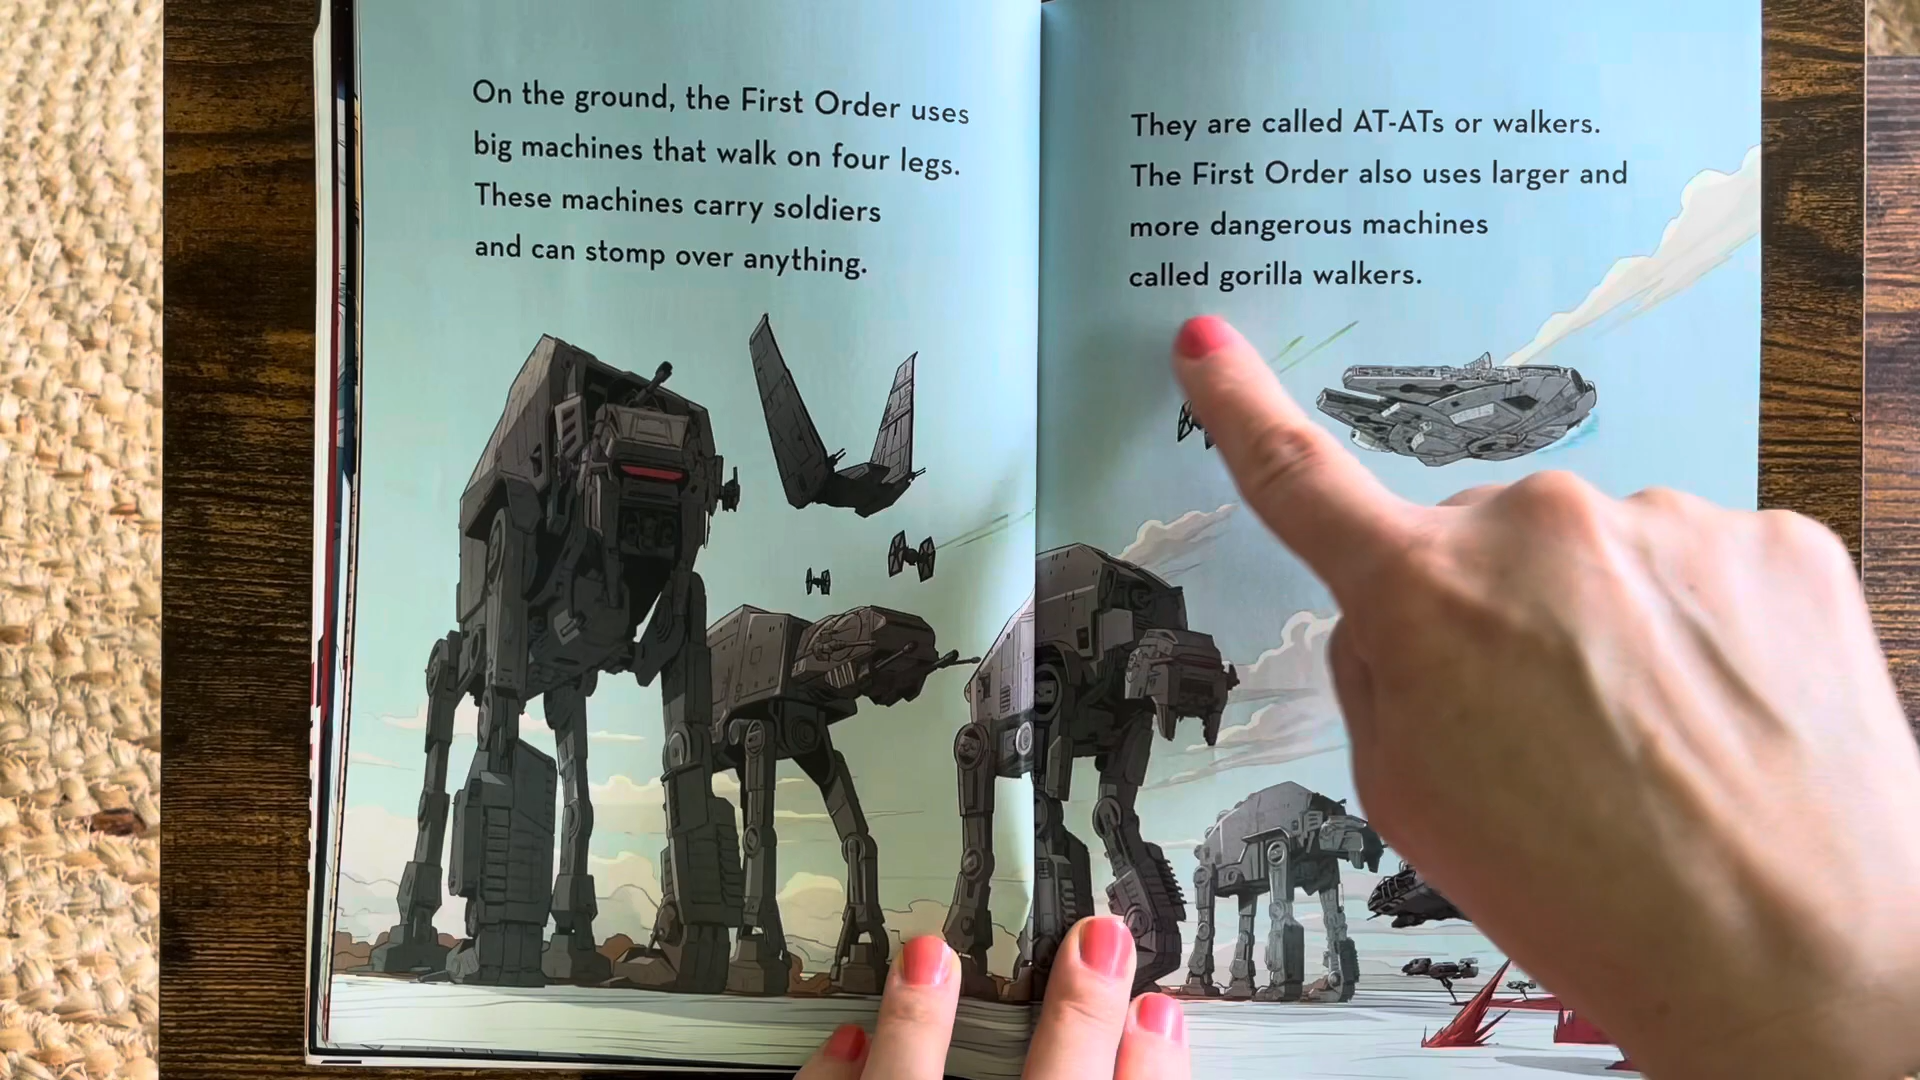 On the ground, the First Order uses
big machines that walk on four legs.
These machines carry soldiers
and can stomp over anything.
They are called AT-ATs or walkers.
The First Order also uses larger and
more dangerous machines
called gorilla walkers.